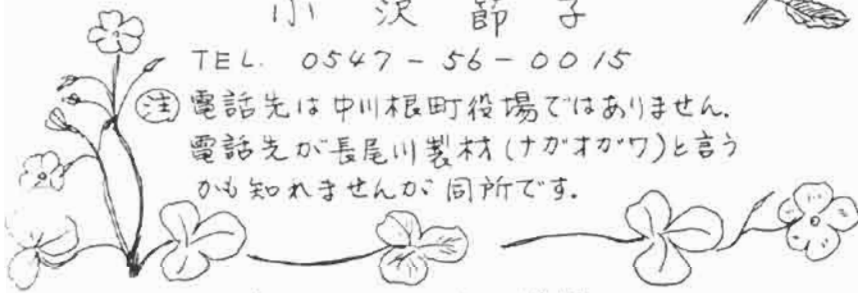 小沢節子
TEL. 0547-56-0015
注 電話先は中川根町役場ではありません.
電話先が長尾川製材(ナガオガワ)と言う
かも知れませんが同所です.